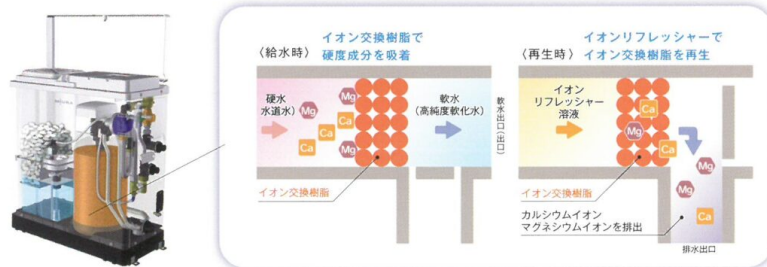 イオン交換樹脂で
〈給水時〉 硬度成分を吸着
硬水
水道水)
Mg
Mg
Ca
Ca
Ca
Mg
軟水
(高純度軟化水)
軟水出口(出口)
イオン交換樹脂
イオンリフレッシャーで
〈再生時〉 イオン交換樹脂を再生
イオン
リフレッシャー
溶液
Ca
Mg
Ca
Mg
Mg
Ca
イオン交換樹脂
カルシウムイオン
マグネシウムイオンを排出
排水出口